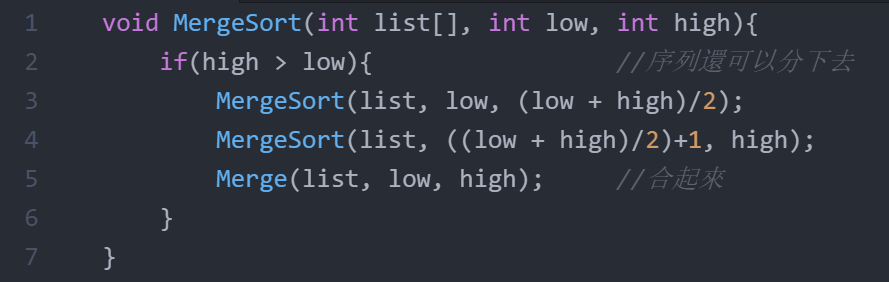 1 void MergeSort(int list[], int low, int high){
2 if(high > low){ //序列還可以分下去
3 MergeSort(list, low, (low + high)/2);
4 MergeSort(list, ((low + high)/2)+1, high);
5 Merge(list, low, high); //合起來
6 }
7 }